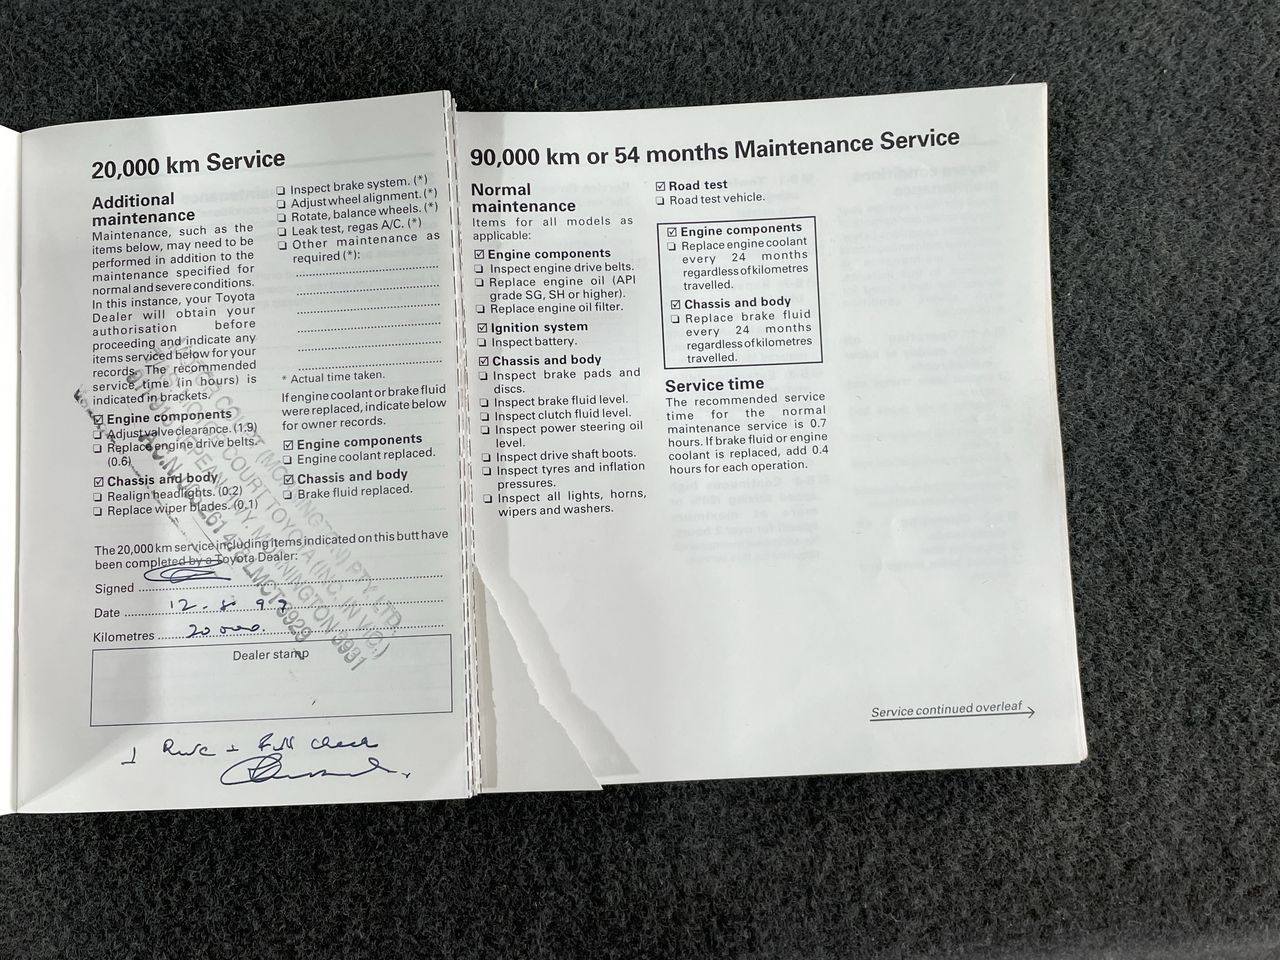 20,000 km Service
Additional
maintenance
Maintenance, such as the
items below, may need to be
performed in addition to the
maintenance specified for
normal and severe conditions.
In this instance, your Toyota
Dealer will obtain your
authorisation before
proceeding and indicate any
items serviced below for your
records. The recommended
service time (in hours) is
indicated in brackets.
☑ Engine components
❏ Adjust valve clearance. (1.9)
❏ Replace engine drive belts.
(0.6)
☑ Chassis and body
❏ Realign headlights. (0.2)
❏ Replace wiper blades. (0.1)
❏ Inspect brake system. (*)
❏ Adjust wheel alignment. (*)
❏ Rotate, balance wheels. (*)
❏ Leak test, regas A/C. (*)
❏ Other maintenance as
required (*):
* Actual time taken.
If engine coolant or brake fluid
were replaced, indicate below
for owner records.
☑ Engine components
❏ Engine coolant replaced.
☑ Chassis and body
❏ Brake fluid replaced.
The 20,000 km service including items indicated on this butt have
been completed by a Toyota Dealer:
Signed
Date 12.8.97
Kilometres 20 000.
Dealer stamp
(MORNINGTON) PTY. LTD.
COURT TOYOTA (INC. IN VIC.)
NEPEAN HWY, MORNINGTON 3931
LMCT 6929
check
90,000 km or 54 months Maintenance Service
Normal
maintenance
Items for all models as
applicable:
☑ Engine components
❏ Inspect engine drive belts.
❏ Replace engine oil (API
grade SG, SH or higher).
❏ Replace engine oil filter.
☑ Ignition system
❏ Inspect battery.
☑ Chassis and body
❏ Inspect brake pads and
discs.
❏ Inspect brake fluid level.
❏ Inspect clutch fluid level.
❏ Inspect power steering oil
level.
❏ Inspect drive shaft boots.
❏ Inspect tyres and inflation
pressures.
❏ Inspect all lights, horns,
wipers and washers.
☑ Road test
❏ Road test vehicle.
☑ Engine components
❏ Replace engine coolant
every 24 months
regardless of kilometres
travelled.
☑ Chassis and body
❏ Replace brake fluid
every 24 months
regardless of kilometres
travelled.
Service time
The recommended service
time for the normal
maintenance service is 0.7
hours. If brake fluid or engine
coolant is replaced, add 0.4
hours for each operation.
Service continued overleaf